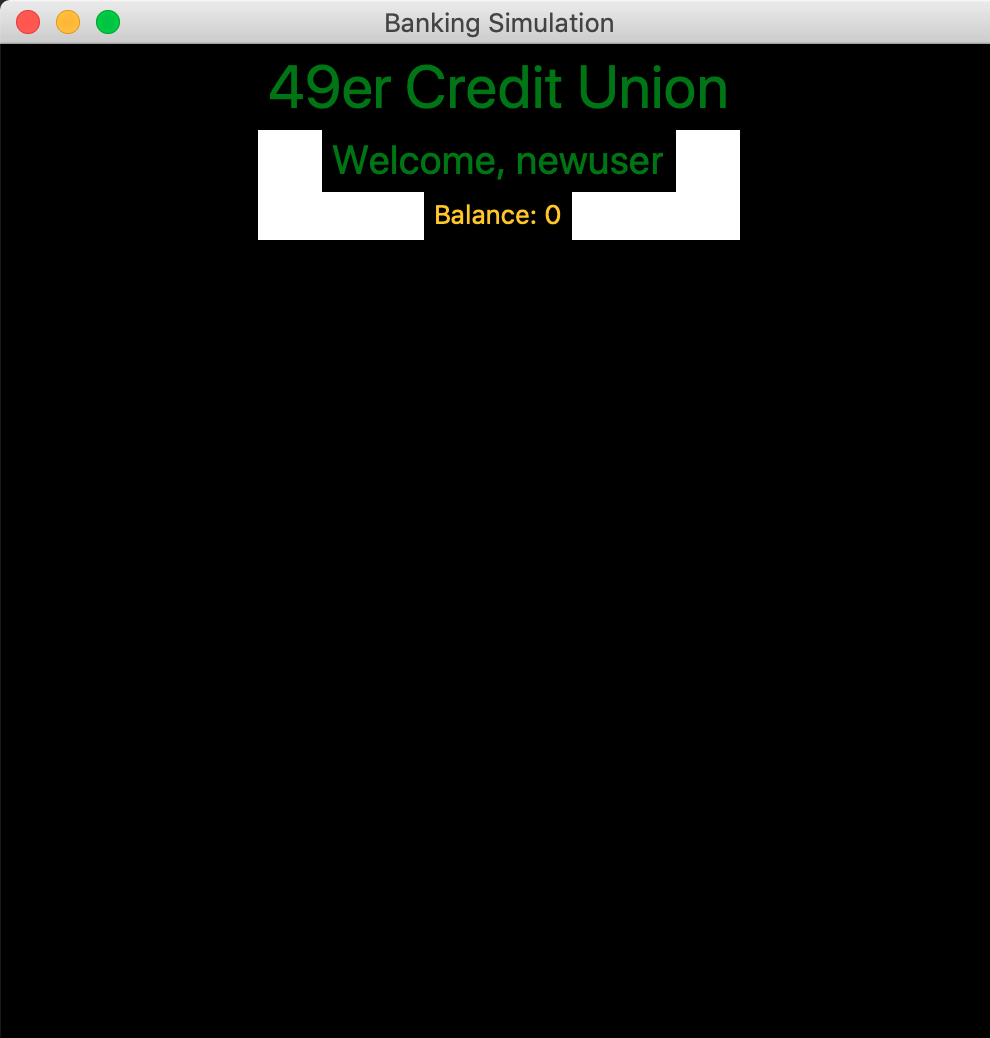 Banking Simulation
49er Credit Union
Welcome, newuser
Balance: 0